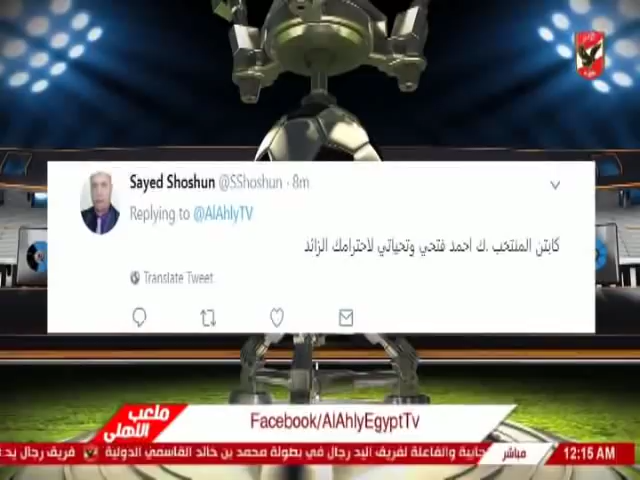 Sayed Shoshun @SShoshun · 8m
Replying to @AlAhlyTV
كابتن المنتخب .ك احمد فتحي وتحياتي لاحترامك الزائد
Translate Tweet
ملعب الأهلي
Facebook/AlAhlyEgyptTv
جابية والفاعلة لفريق اليد رجال في بطولة محمد بن خالد القاسمي الدولية فريق رجال يد
مباشر
12:15 AM